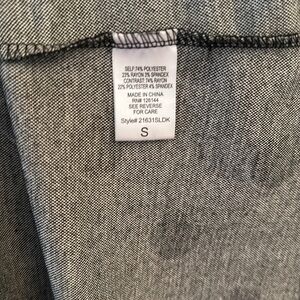 SELF:74% POLYESTER
23% RAYON 3% SPANDEX
CONTRAST 74% RAYON
22% POLYESTER 4% SPANDEX
MADE IN CHINA
RN# 128144
SEE REVERSE
FOR CARE
Style# 21631SLDK
S